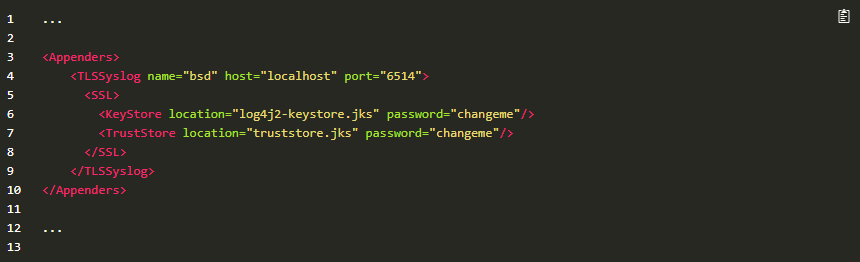 1 ...
2
3 <Appenders>
4 <TLSSyslog name="bsd" host="localhost" port="6514">
5 <SSL>
6 <KeyStore location="log4j2-keystore.jks" password="changeme"/>
7 <TrustStore location="truststore.jks" password="changeme"/>
8 </SSL>
9 </TLSSyslog>
10 </Appenders>
11
12 ...
13